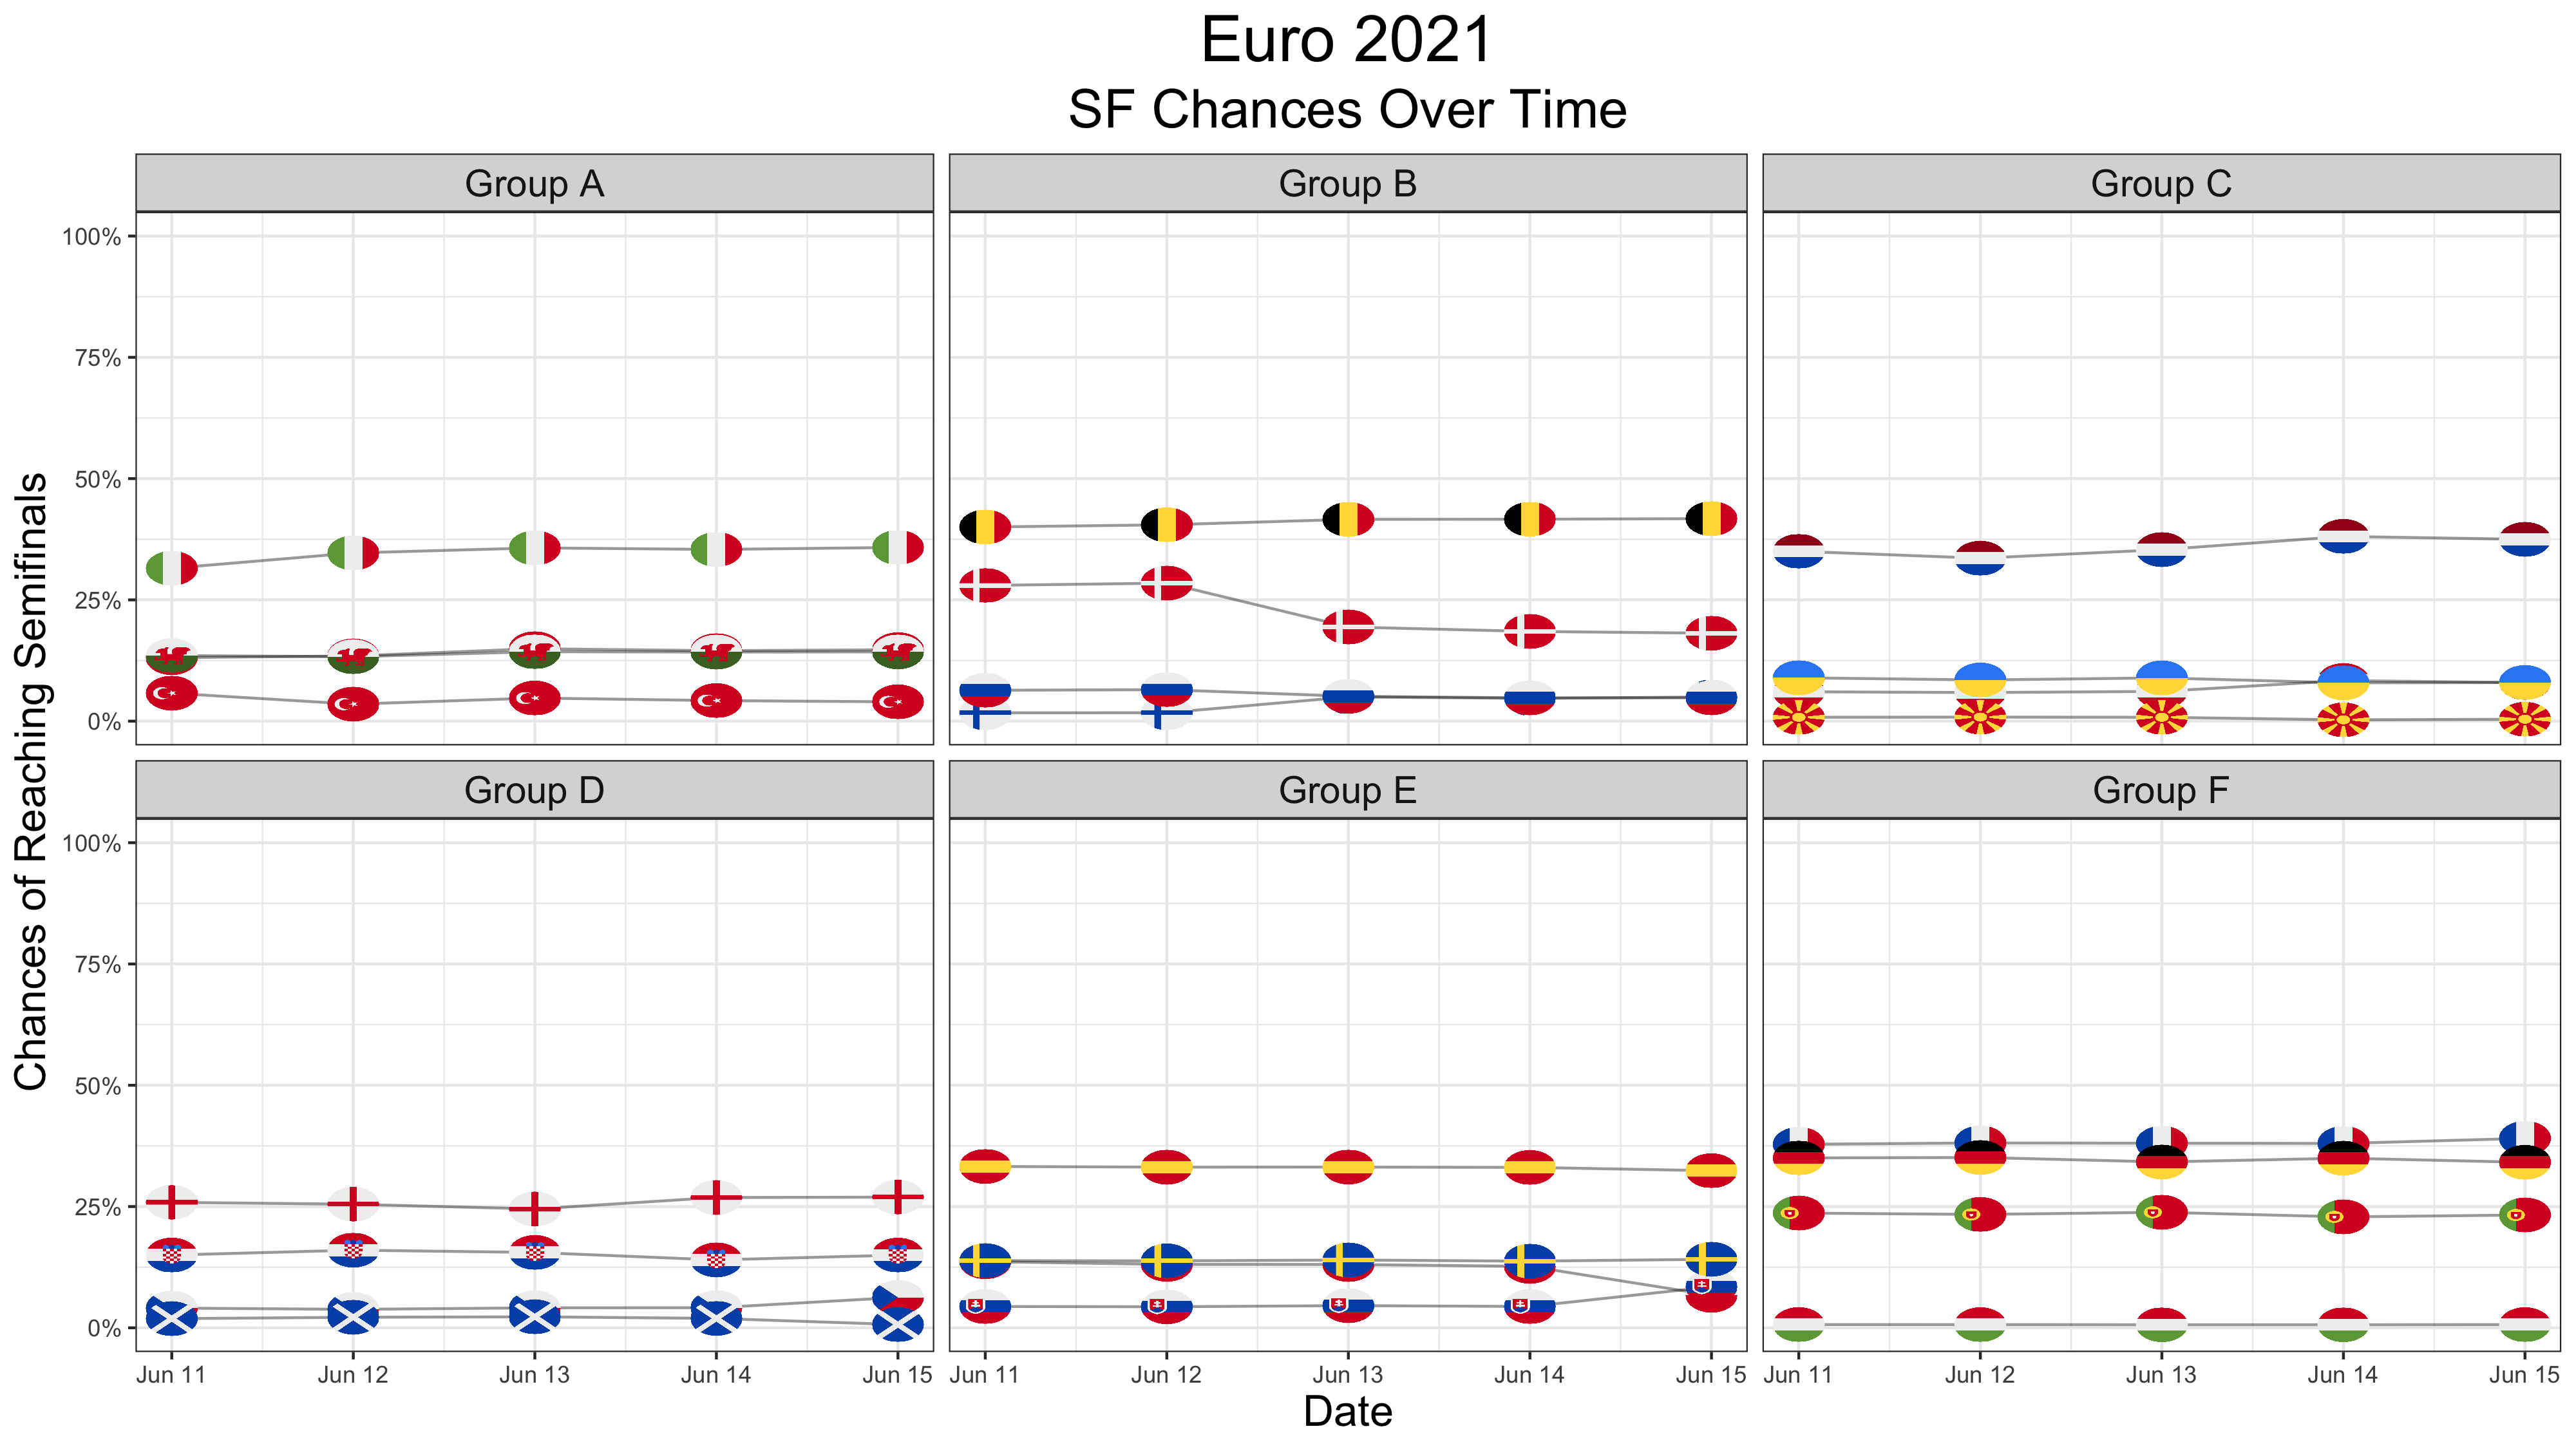 Euro 2021
SF Chances Over Time
Group A
Group B
Group C
100%
75%
50%
25%
0%
Group D
Group E
Group F
100%
75%
50%
25%
0%
Jun 11
Jun 12
Jun 13
Jun 14
Jun 15
Jun 11
Jun 12
Jun 13
Jun 14
Jun 15
Jun 11
Jun 12
Jun 13
Jun 14
Jun 15
Date
Chances of Reaching Semifinals